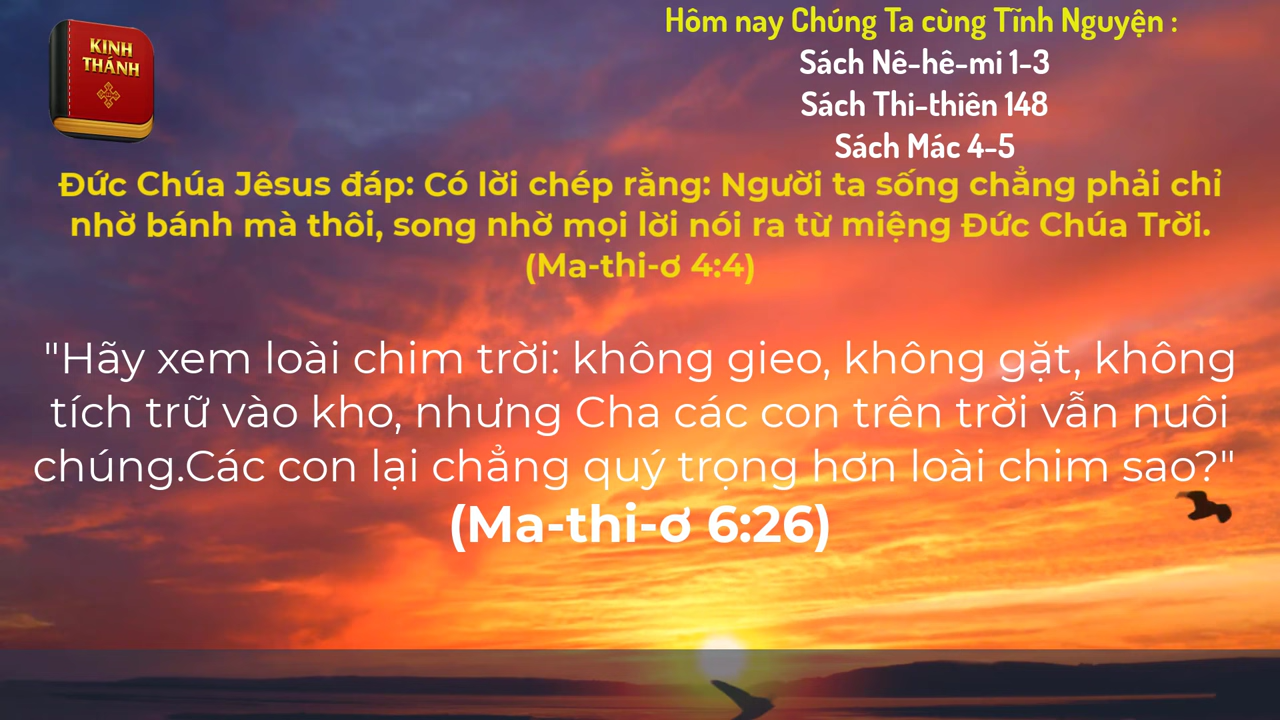 KINH
THÁNH
Hôm nay Chúng Ta cùng Tĩnh Nguyện :
Sách Nê-hê-mi 1-3
Sách Thi-thiên 148
Sách Mác 4-5
Đức Chúa Jêsus đáp: Có lời chép rằng: Người ta sống chẳng phải chỉ
nhờ bánh mà thôi, song nhờ mọi lời nói ra từ miệng Đức Chúa Trời.
(Ma-thi-ơ 4:4)
"Hãy xem loài chim trời: không gieo, không gặt, không
tích trữ vào kho, nhưng Cha các con trên trời vẫn nuôi
chúng.Các con lại chẳng quý trọng hơn loài chim sao?"
(Ma-thi-ơ 6:26)